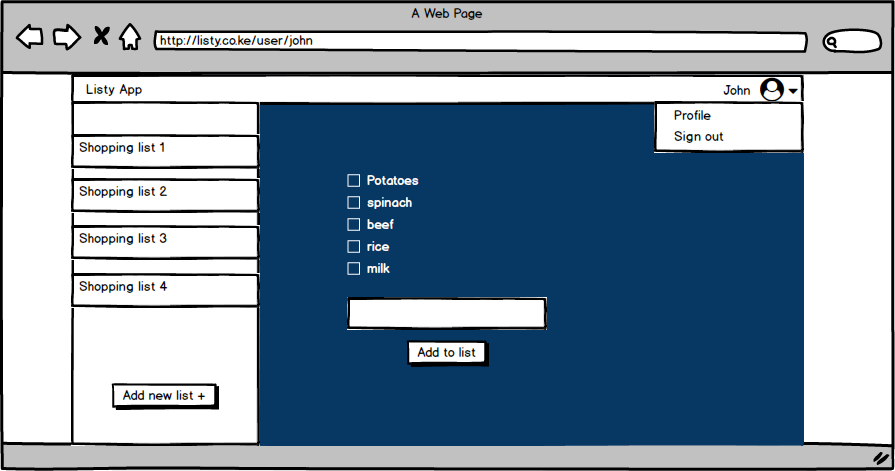 A Web Page
http://listy.co.ke/user/john
Listy App
John
Profile
Sign out
Shopping list 1
Shopping list 2
Shopping list 3
Shopping list 4
Add new list +
Potatoes
spinach
beef
rice
milk
Add to list